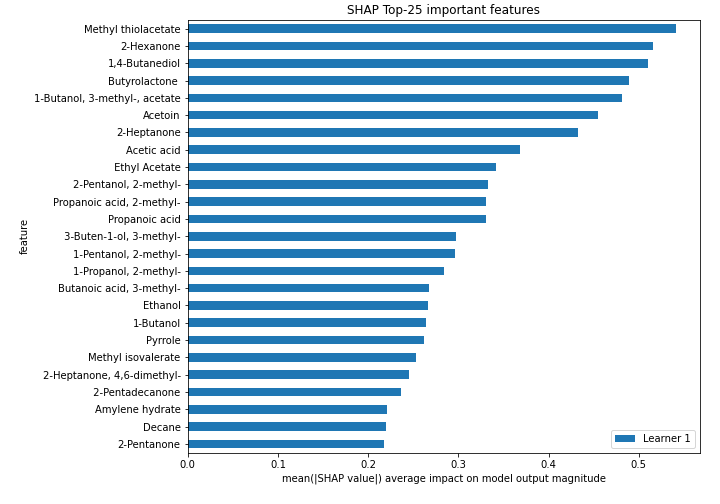 SHAP Top-25 important features
Methyl thiolacetate
2-Hexanone
1,4-Butanediol
Butyrolactone
1-Butanol, 3-methyl-, acetate
Acetoin
2-Heptanone
Acetic acid
Ethyl Acetate
2-Pentanol, 2-methyl-
Propanoic acid, 2-methyl-
Propanoic acid
3-Buten-1-ol, 3-methyl-
1-Pentanol, 2-methyl-
1-Propanol, 2-methyl-
Butanoic acid, 3-methyl-
Ethanol
1-Butanol
Pyrrole
Methyl isovalerate
2-Heptanone, 4,6-dimethyl-
2-Pentadecanone
Amylene hydrate
Decane
2-Pentanone
feature
Learner 1
0.0 0.1 0.2 0.3 0.4 0.5
mean(|SHAP value|) average impact on model output magnitude